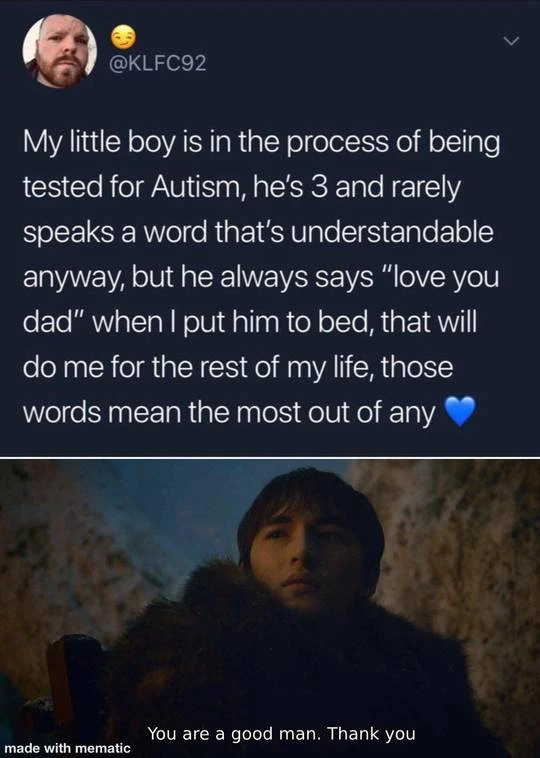 😏
@KLFC92
My little boy is in the process of being
tested for Autism, he's 3 and rarely
speaks a word that's understandable
anyway, but he always says “love you
dad” when I put him to bed, that will
do me for the rest of my life, those
words mean the most out of any 💙
You are a good man. Thank you
made with mematic